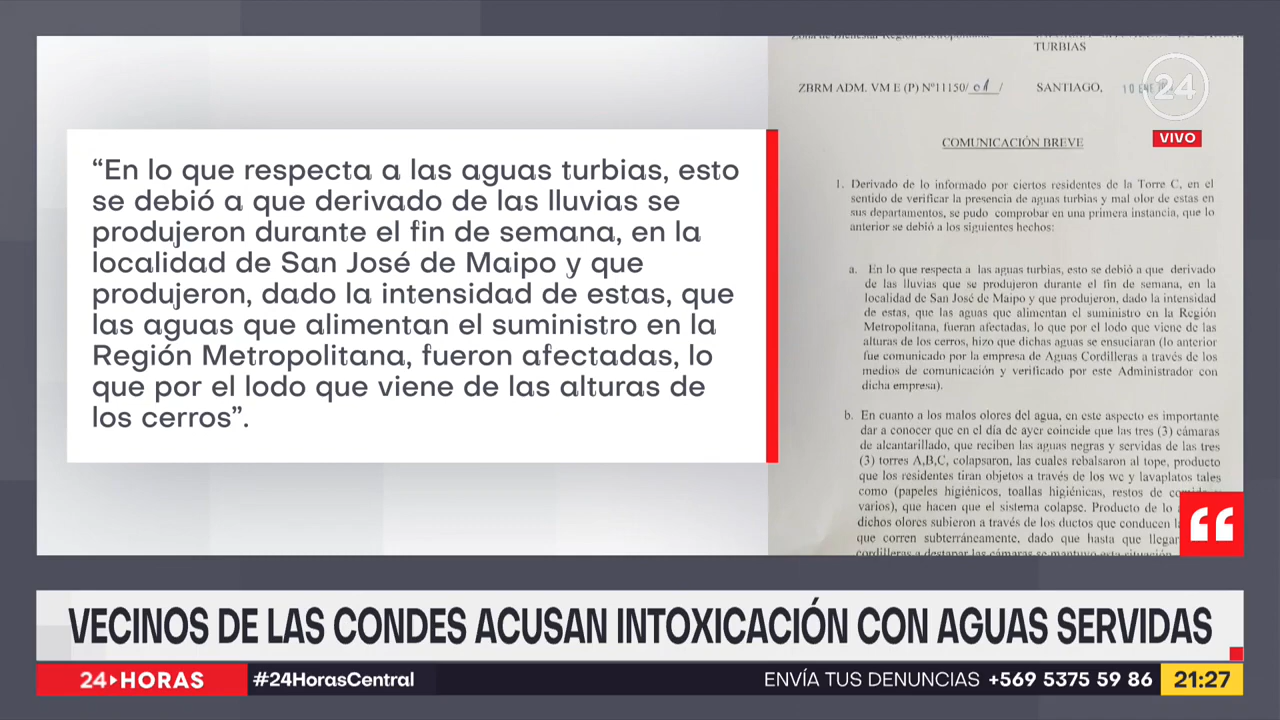 “En lo que respecta a las aguas turbias, esto
se debió a que derivado de las lluvias se
produjeron durante el fin de semana, en la
localidad de San José de Maipo y que
produjeron, dado la intensidad de estas, que
las aguas que alimentan el suministro en la
Región Metropolitana, fueron afectadas, lo
que por el lodo que viene de las alturas de
los cerros”.
TURBIAS
ZBRM ADM. VM E (P) Nº11150/ 01 /
SANTIAGO, 10 ENE
24
VIVO
COMUNICACIÓN BREVE
1. Derivado de lo informado por ciertos residentes de la Torre C, en el
sentido de verificar la presencia de aguas turbias y mal olor de estas en
sus departamentos, se pudo comprobar en una primera instancia, que lo
anterior se debió a los siguientes hechos:
a. En lo que respecta a las aguas turbias, esto se debió a que derivado
de las lluvias que se produjeron durante el fin de semana, en la
localidad de San José de Maipo y que produjeron, dado la intensidad
de estas, que las aguas que alimentan el suministro en la Región
Metropolitana, fueran afectadas, lo que por el lodo que viene de las
alturas de los cerros, hizo que dichas aguas se ensuciaran (lo anterior
fue comunicado por la empresa de Aguas Cordilleras a través de los
medios de comunicación y verificado por este Administrador con
dicha empresa).
b. En cuanto a los malos olores del agua, en este aspecto es importante
dar a conocer que en el día de ayer coincide que las tres (3) cámaras
de alcantarillado, que reciben las aguas negras y servidas de las tres
(3) torres A,B,C, colapsaron, las cuales rebalsaron al tope, producto
que los residentes tiran objetos a través de los wc y lavaplatos tales
como (papeles higiénicos, toallas higiénicas, restos de
varios), que hacen que el sistema colapse. Producto de lo
dichos olores subieron a través de los ductos que conducen
que corren subterráneamente, dado que hasta que
cordilleras a destapar las cámaras se mantuvo esta situación
VECINOS DE LAS CONDES ACUSAN INTOXICACIÓN CON AGUAS SERVIDAS
24 HORAS
#24HorasCentral
ENVÍA TUS DENUNCIAS +569 5375 59 86
21:27